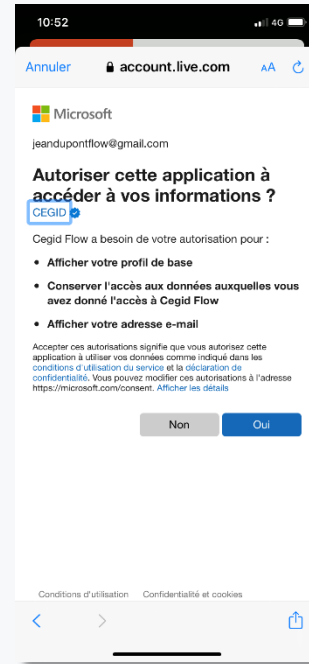 10:52
4G
Annuler
account.live.com
AA
Microsoft
jeandupontflow@gmail.com
Autoriser cette application à
accéder à vos informations ?
CEGID
Cegid Flow a besoin de votre autorisation pour :
• Afficher votre profil de base
• Conserver l'accès aux données auxquelles vous
avez donné l'accès à Cegid Flow
• Afficher votre adresse e-mail
Accepter ces autorisations signifie que vous autorisez cette
application à utiliser vos données comme indiqué dans les
conditions d'utilisation du service et la déclaration de
confidentialité. Vous pouvez modifier ces autorisations à l'adresse
https://microsoft.com/consent. Afficher les détails
Non
Oui
Conditions d'utilisation
Confidentialité et cookies